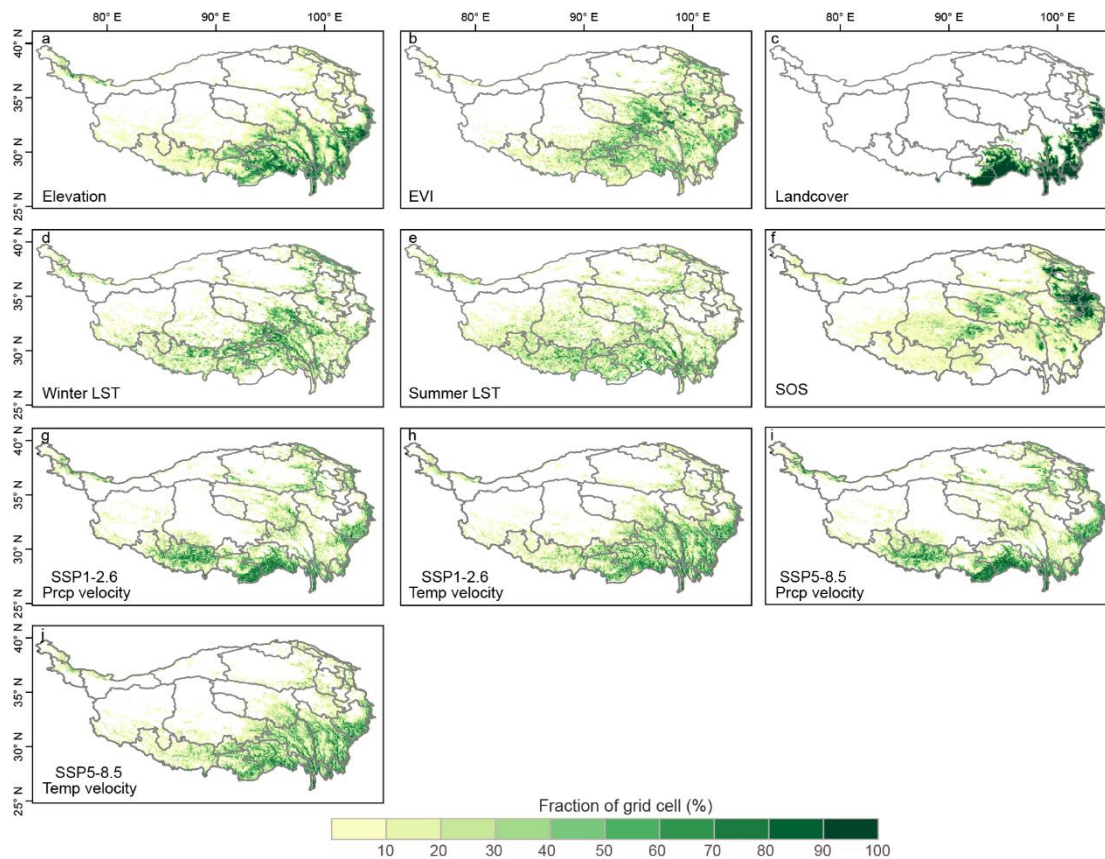 80° E 90° E 100° E 80° E 90° E 100° E 80° E 90° E 100° E
40° N
35° N
30° N
25° N
a
Elevation
b
EVI
c
Landcover
40° N
35° N
30° N
25° N
d
Winter LST
e
Summer LST
f
SOS
40° N
35° N
30° N
25° N
g
SSP1-2.6
Prcp velocity
h
SSP1-2.6
Temp velocity
i
SSP5-8.5
Prcp velocity
40° N
35° N
30° N
25° N
j
SSP5-8.5
Temp velocity
Fraction of grid cell (%)
10 20 30 40 50 60 70 80 90 100